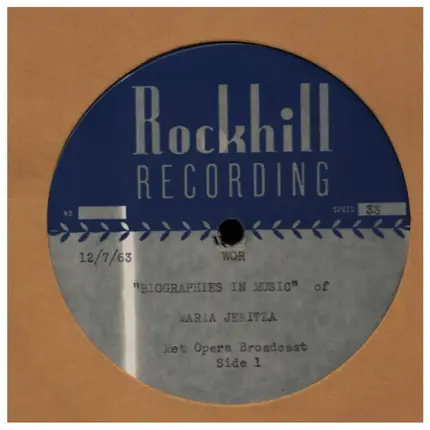 Rockhill
RECORDING
NO
SPEED 33
12/7/63 WOR
"BIOGRAPHIES IN MUSIC" of
MARIA JERITZA
Met Opera Broadcast
Side 1